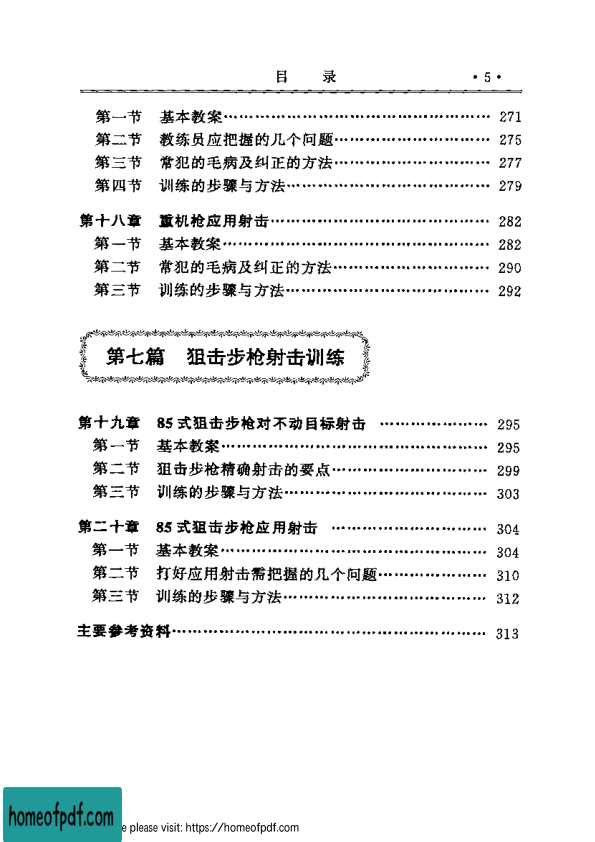 目 录 ·5·
第一节 基本教案…………………………………… 271
第二节 教练员应把握的几个问题…………………… 275
第三节 常犯的毛病及纠正的方法…………………… 277
第四节 训练的步骤与方法…………………………… 279
第十八章 重机枪应用射击…………………………… 282
第一节 基本教案…………………………………… 282
第二节 常犯的毛病及纠正的方法…………………… 290
第三节 训练的步骤与方法…………………………… 292
第七篇 狙击步枪射击训练
第十九章 85式狙击步枪对不动目标射击 …………… 295
第一节 基本教案…………………………………… 295
第二节 狙击步枪精确射击的要点…………………… 299
第三节 训练的步骤与方法…………………………… 303
第二十章 85式狙击步枪应用射击 …………………… 304
第一节 基本教案…………………………………… 304
第二节 打好应用射击需把握的几个问题…………… 310
第三节 训练的步骤与方法…………………………… 312
主要参考资料………………………………………… 313
homeofpdf.com
e please visit: https://homeofpdf.com